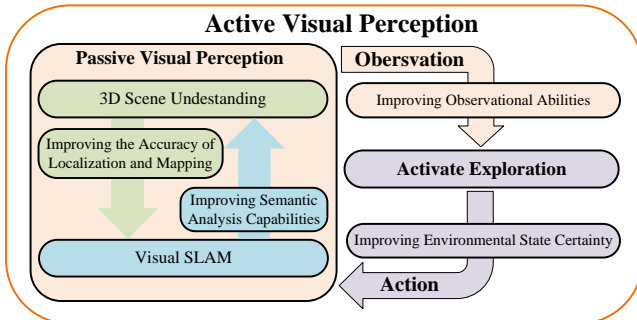 Active Visual Perception
Passive Visual Perception
3D Scene Undestanding
Improving the Accuracy of
Localization and Mapping
Improving Semantic
Analysis Capabilities
Visual SLAM
Obersvation
Improving Observational Abilities
Activate Exploration
Improving Environmental State Certainty
Action